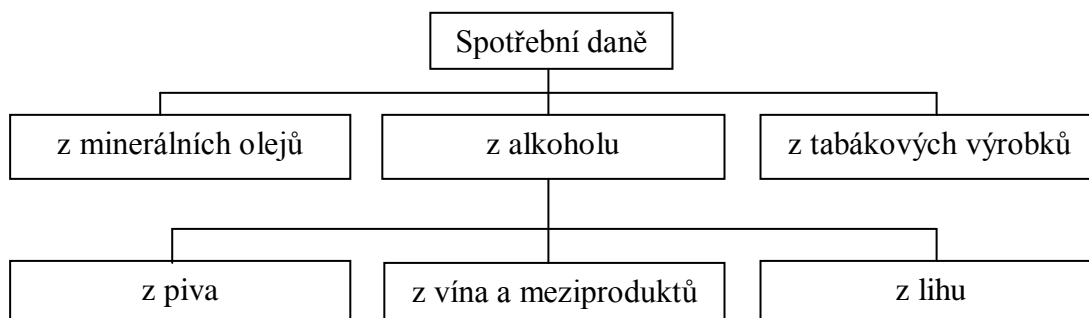 Spotřební daně
z minerálních olejů
z alkoholu
z tabákových výrobků
z piva
z vína a meziproduktů
z lihu